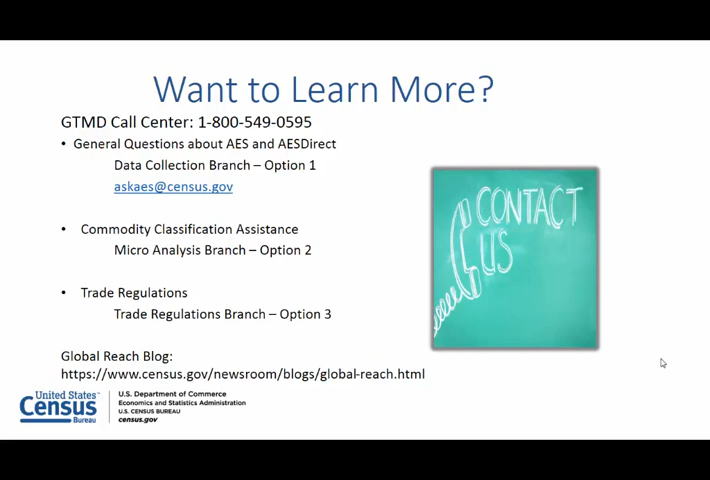 Want to Learn More?
GTMD Call Center: 1-800-549-0595
• General Questions about AES and AESDirect
Data Collection Branch – Option 1
askaes@census.gov
• Commodity Classification Assistance
Micro Analysis Branch – Option 2
• Trade Regulations
Trade Regulations Branch – Option 3
CONTACT
US
Global Reach Blog:
https://www.census.gov/newsroom/blogs/global-reach.html
United States™
Census
Bureau
U.S. Department of Commerce
Economics and Statistics Administration
U.S. CENSUS BUREAU
census.gov